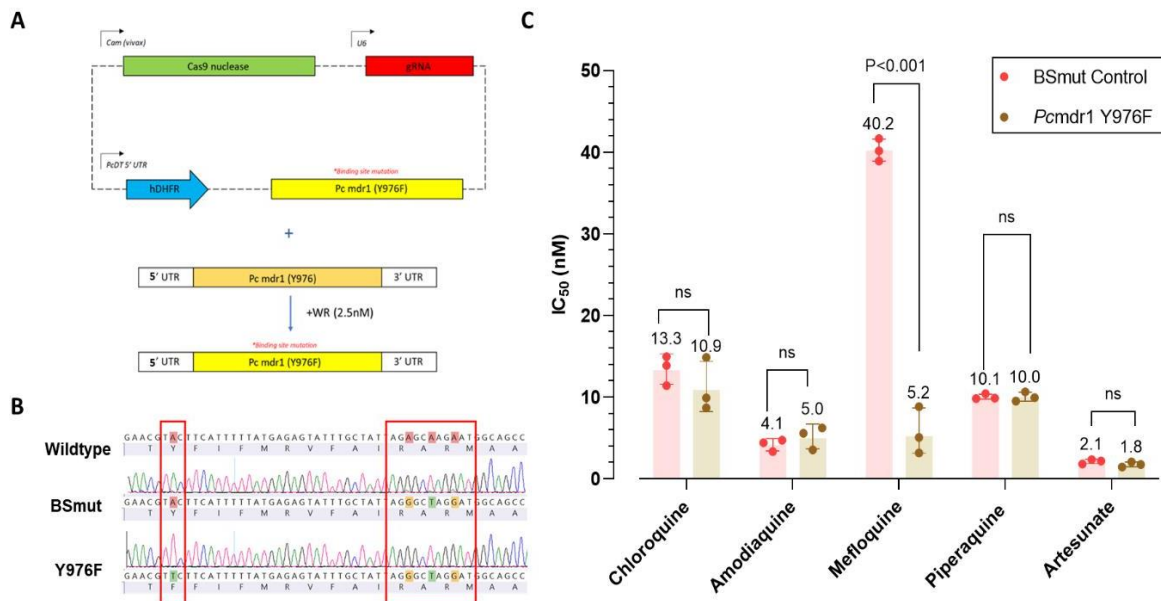 A
Cam (vivax)
U6
Cas9 nuclease
gRNA
PcDT 5' UTR
*Binding site mutation
hDHFR
Pc mdr1 (Y976F)
+
5' UTR
Pc mdr1 (Y976)
3' UTR
+WR (2.5nM)
*Binding site mutation
5' UTR
Pc mdr1 (Y976F)
3' UTR
B
Wildtype
GAACGTACTTCATTTTTATGAGAGTATTTGCTATTAGAGCAAGAATGGCAGCC
T Y F I F M R V F A I R A R M A A
BSmut
GAACGTACTTCATTTTTATGAGAGTATTTGCTATTAGGGCTAGGATGGCAGCC
T Y F I F M R V F A I R A R M A A
Y976F
GAACGTTCTTCATTTTTATGAGAGTATTTGCTATTAGGGCTAGGATGGCAGCC
T F F I F M R V F A I R A R M A A
C
BSmut Control
Pcmdr1 Y976F
IC50 (nM)
50
40
30
20
10
0
ns
13.3
10.9
ns
4.1
5.0
P<0.001
40.2
5.2
ns
10.1
10.0
ns
2.1
1.8
Chloroquine
Amodiaquine
Mefloquine
Piperaquine
Artesunate